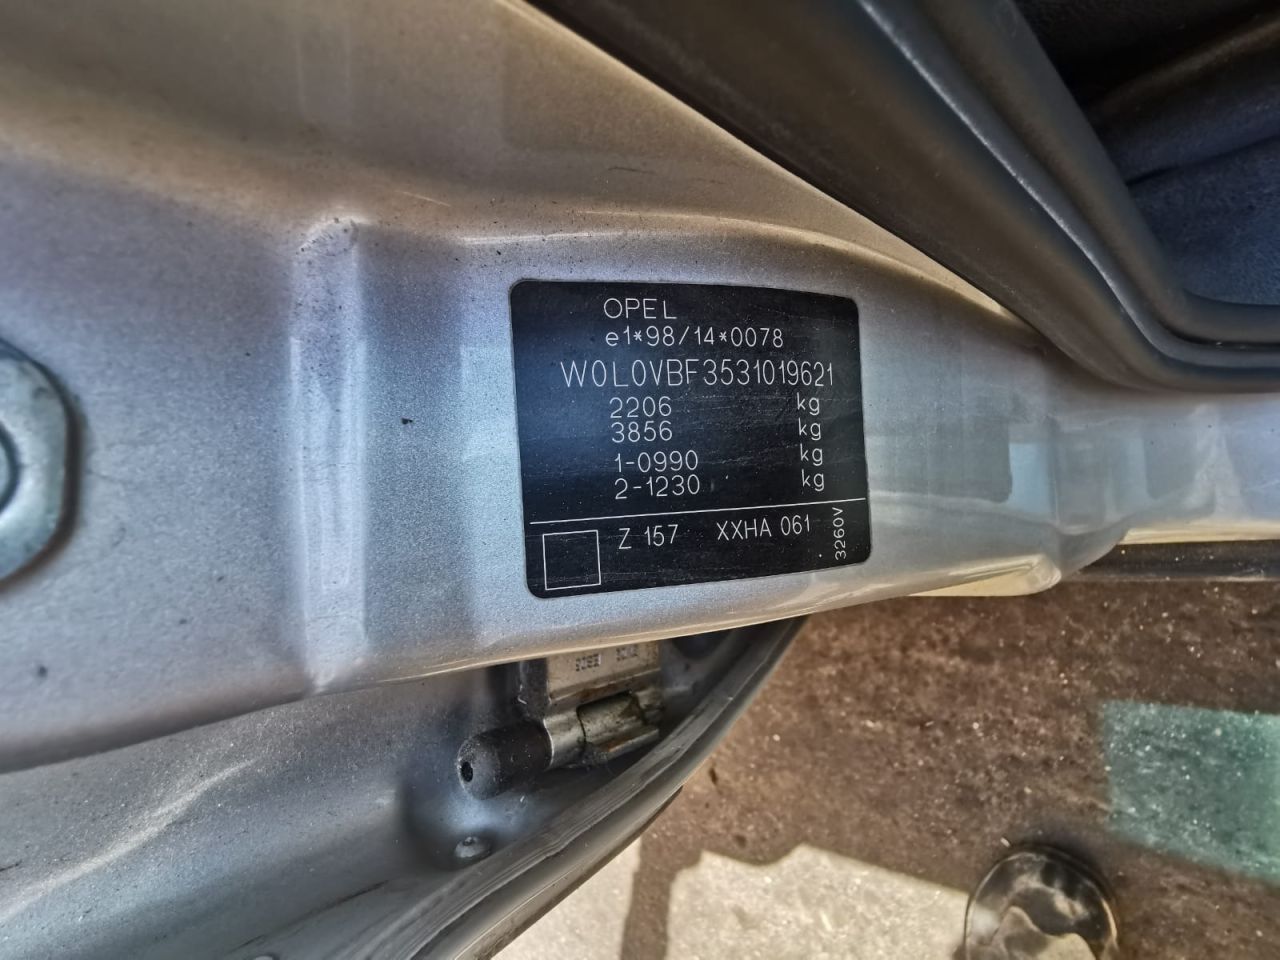 OPEL
e1*98/14*0078
W0L0VBF3531019621
2206 kg
3856 kg
1-0990 kg
2-1230 kg
Z 157 XXHA 061
3260V